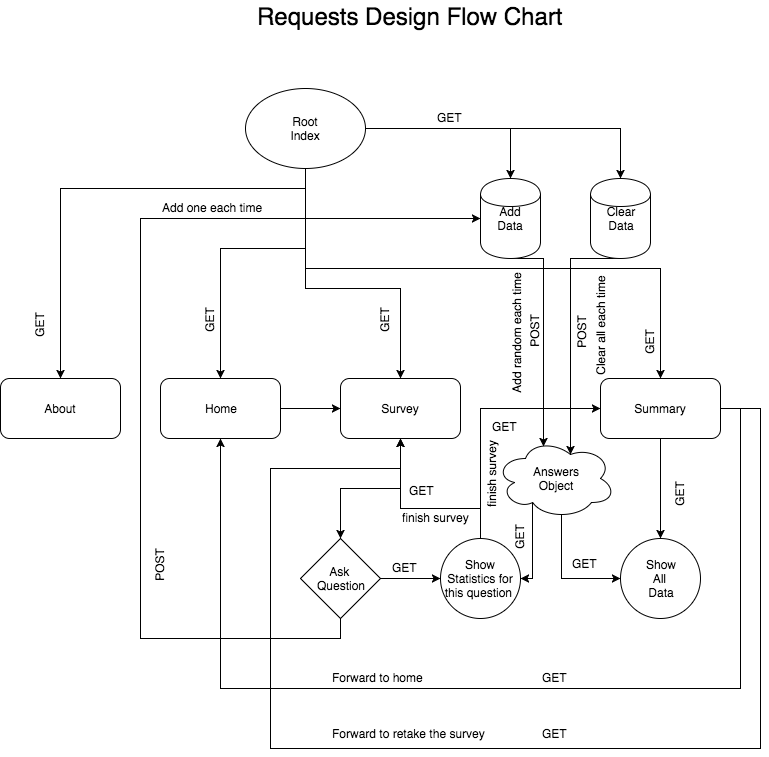 Requests Design Flow Chart
Root
Index
GET
Add one each time
Add
Data
Clear
Data
GET
GET
GET
Add random each time
POST
POST
Clear all each time
GET
About
Home
Survey
Summary
GET
finish survey
Answers
Object
GET
finish survey
GET
GET
POST
Ask
Question
GET
Show
Statistics for
this question
GET
Show
All
Data
Forward to home
GET
Forward to retake the survey
GET